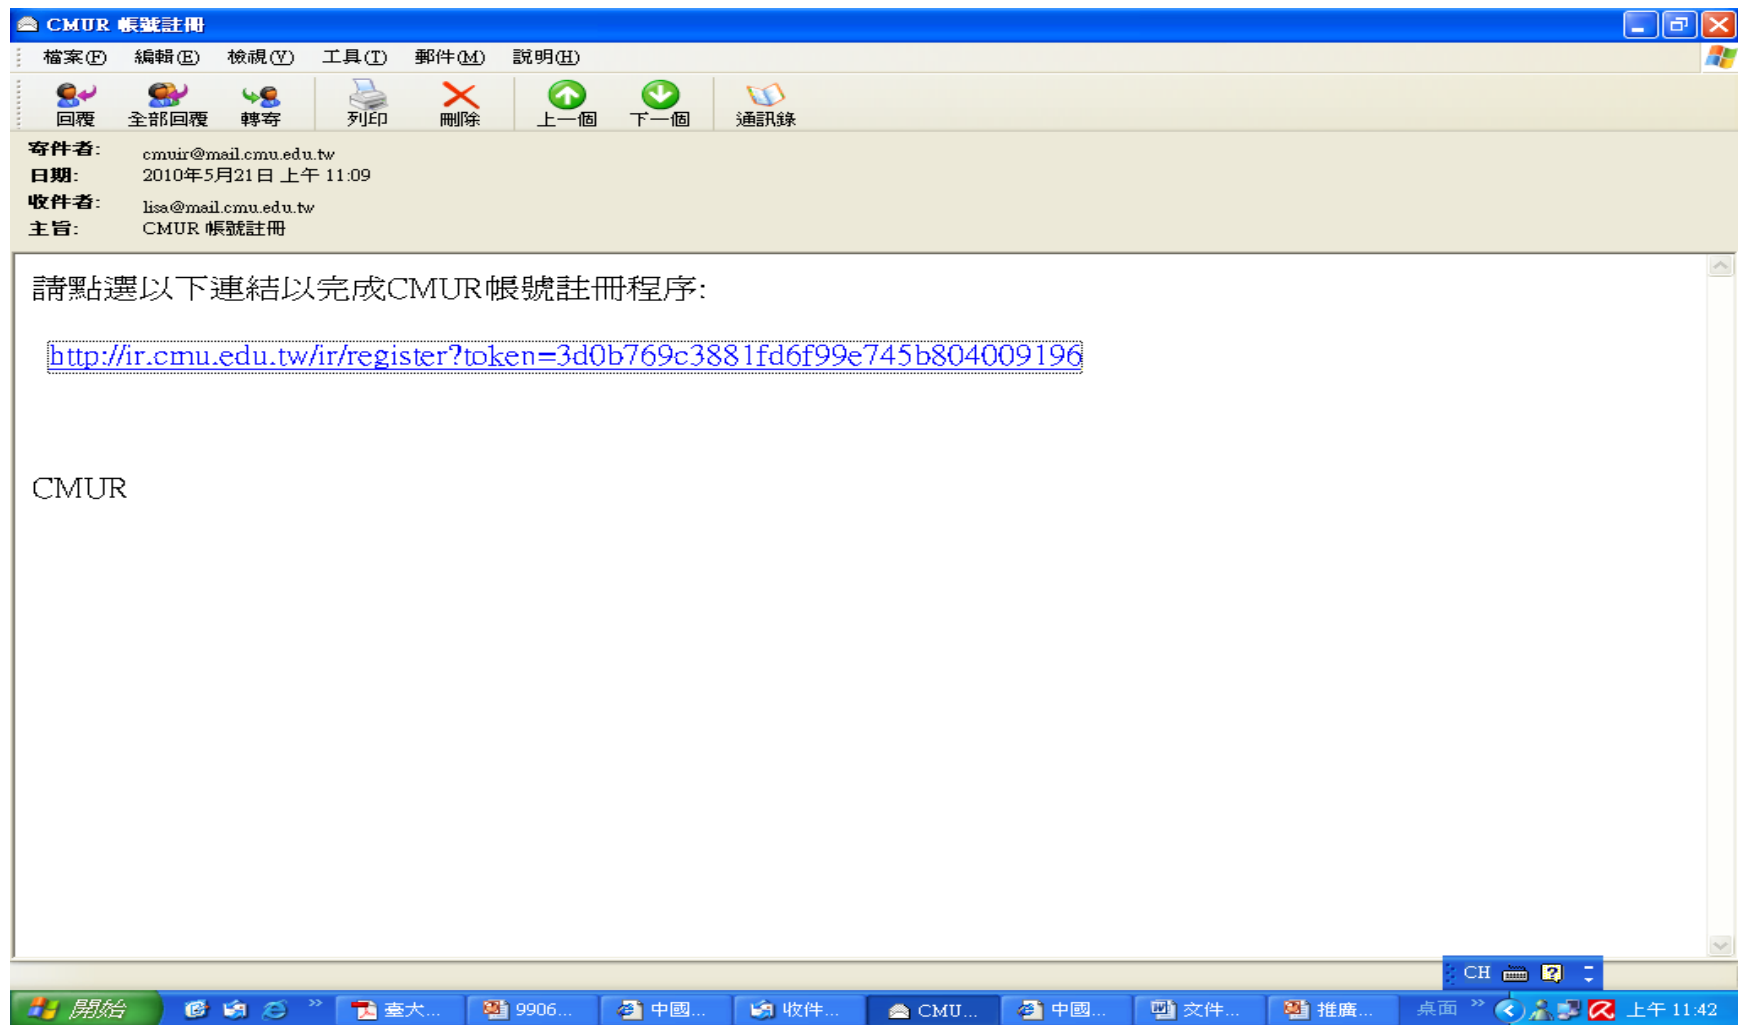 CMUR 帳號註冊
檔案(F) 編輯(E) 檢視(V) 工具(T) 郵件(M) 說明(H)
回覆 全部回覆 轉寄 列印 刪除 上一個 下一個 通訊錄
寄件者: cmuir@mail.cmu.edu.tw
日期: 2010年5月21日 上午 11:09
收件者: lisa@mail.cmu.edu.tw
主旨: CMUR 帳號註冊
請點選以下連結以完成CMUR帳號註冊程序:
http://ir.cmu.edu.tw/ir/register?token=3d0b769c3881fd6f99e745b804009196
CMUR
CH
開始 臺大... 9906... 中國... 收件... CMU... 中國... 文件... 推廣... 桌面 上午 11:42